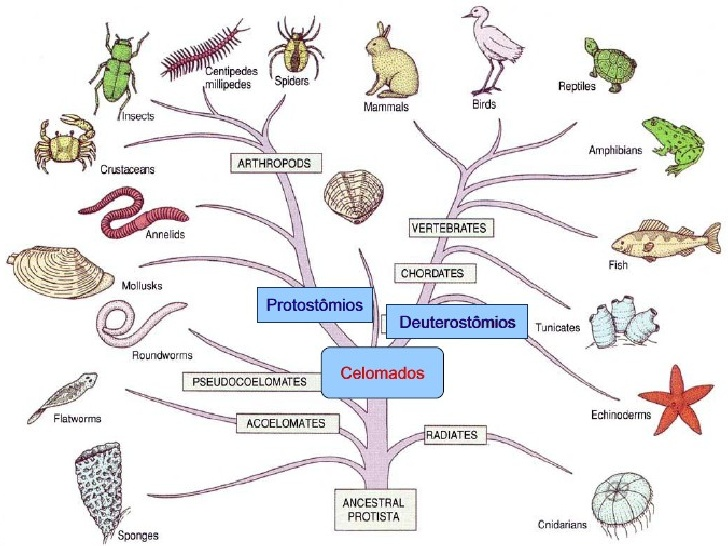 Centipedes
millipedes
Spiders
Insects
Mammals
Birds
Reptiles
Crustaceans
ARTHROPODS
Amphibians
Annelids
VERTEBRATES
Fish
Mollusks
CHORDATES
Protostômios
Deuterostômios
Tunicates
Roundworms
Celomados
PSEUDOCOELOMATES
Flatworms
ACOELOMATES
RADIATES
Echinoderms
ANCESTRAL
PROTISTA
Sponges
Cnidarians